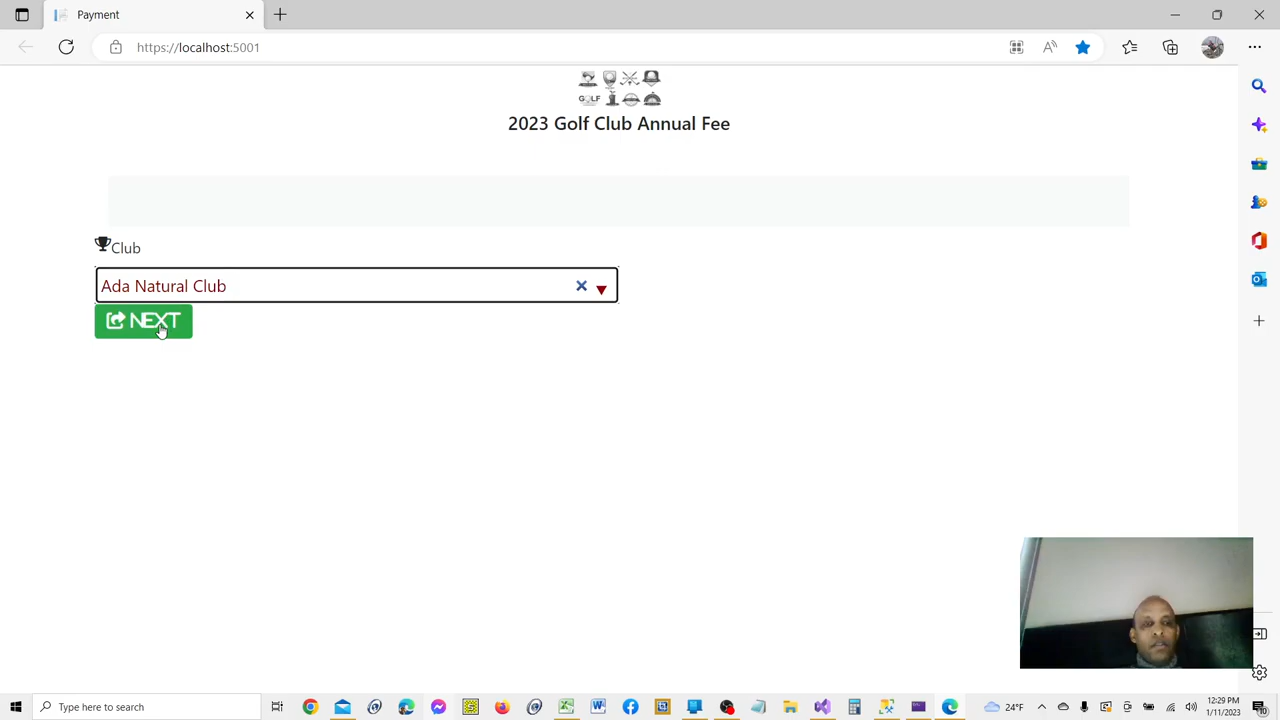 Payment
https://localhost:5001
GOLF
2023 Golf Club Annual Fee
Club
Ada Natural Club
NEXT
Type here to search
24°F
12:29 PM
1/11/2023